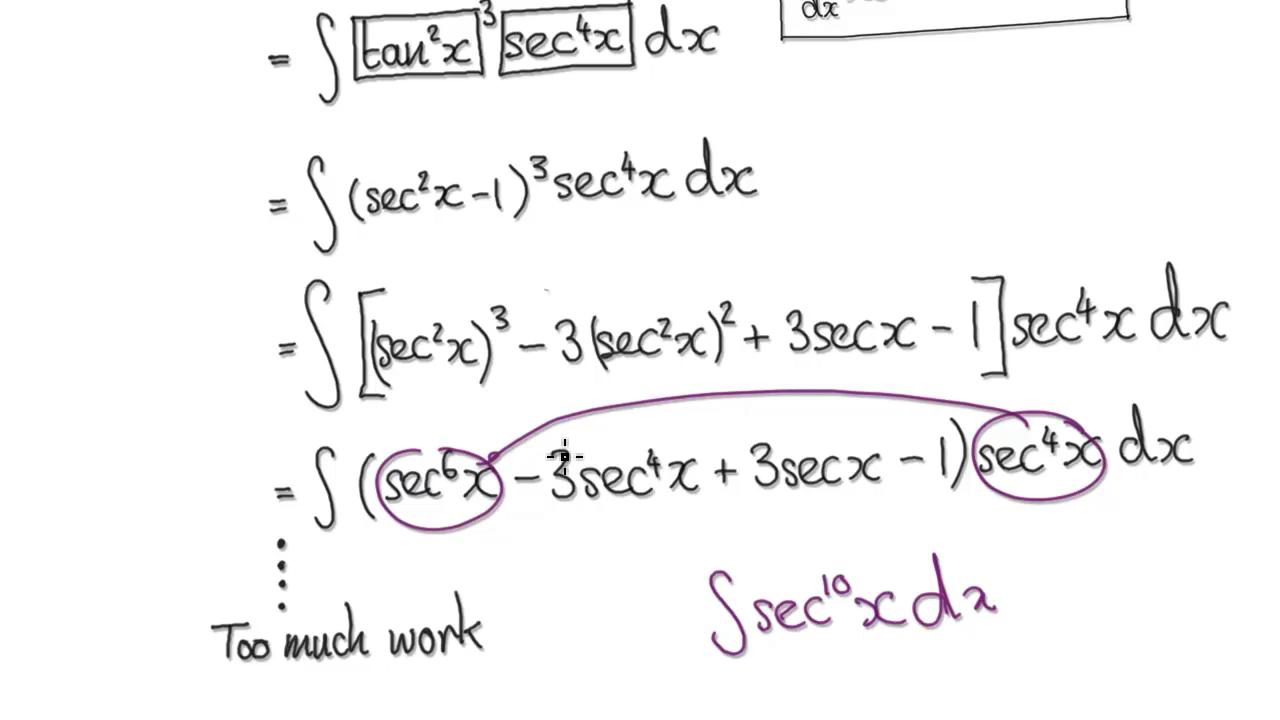 dx
= ∫ tan²x ³ sec⁴x dx
= ∫ (sec²x - 1)³ sec⁴x dx
= ∫ [(sec²x)³ - 3(sec²x)² + 3secx - 1] sec⁴x dx
= ∫ (sec⁶x - 3sec⁴x + 3secx - 1) sec⁴x dx
Too much work
∫ sec¹⁰x dx